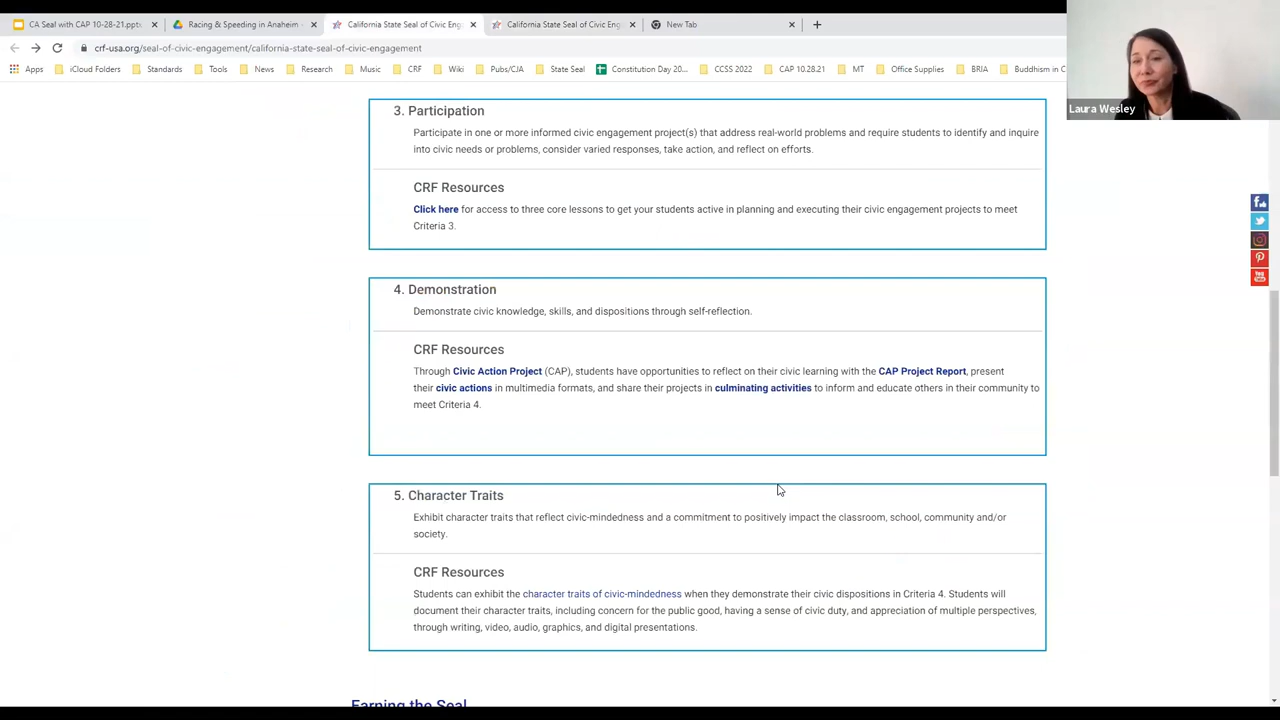 CA Seal with CAP 10-28-21.pptx
Racing & Speeding in Anaheim
California State Seal of Civic Eng
California State Seal of Civic Eng
New Tab
crf-usa.org/seal-of-civic-engagement/california-state-seal-of-civic-engagement
Apps
iCloud Folders
Standards
Tools
News
Research
Music
CRF
Wiki
Pubs/CJA
State Seal
Constitution Day 20...
CCSS 2022
CAP 10.28.21
MT
Office Supplies
BRIA
Buddhism in C
Laura Wesley
3. Participation
Participate in one or more informed civic engagement project(s) that address real-world problems and require students to identify and inquire
into civic needs or problems, consider varied responses, take action, and reflect on efforts.
CRF Resources
Click here for access to three core lessons to get your students active in planning and executing their civic engagement projects to meet
Criteria 3.
4. Demonstration
Demonstrate civic knowledge, skills, and dispositions through self-reflection.
CRF Resources
Through Civic Action Project (CAP), students have opportunities to reflect on their civic learning with the CAP Project Report, present
their civic actions in multimedia formats, and share their projects in culminating activities to inform and educate others in their community to
meet Criteria 4.
5. Character Traits
Exhibit character traits that reflect civic-mindedness and a commitment to positively impact the classroom, school, community and/or
society.
CRF Resources
Students can exhibit the character traits of civic-mindedness when they demonstrate their civic dispositions in Criteria 4. Students will
document their character traits, including concern for the public good, having a sense of civic duty, and appreciation of multiple perspectives,
through writing, video, audio, graphics, and digital presentations.
Earning the Seal